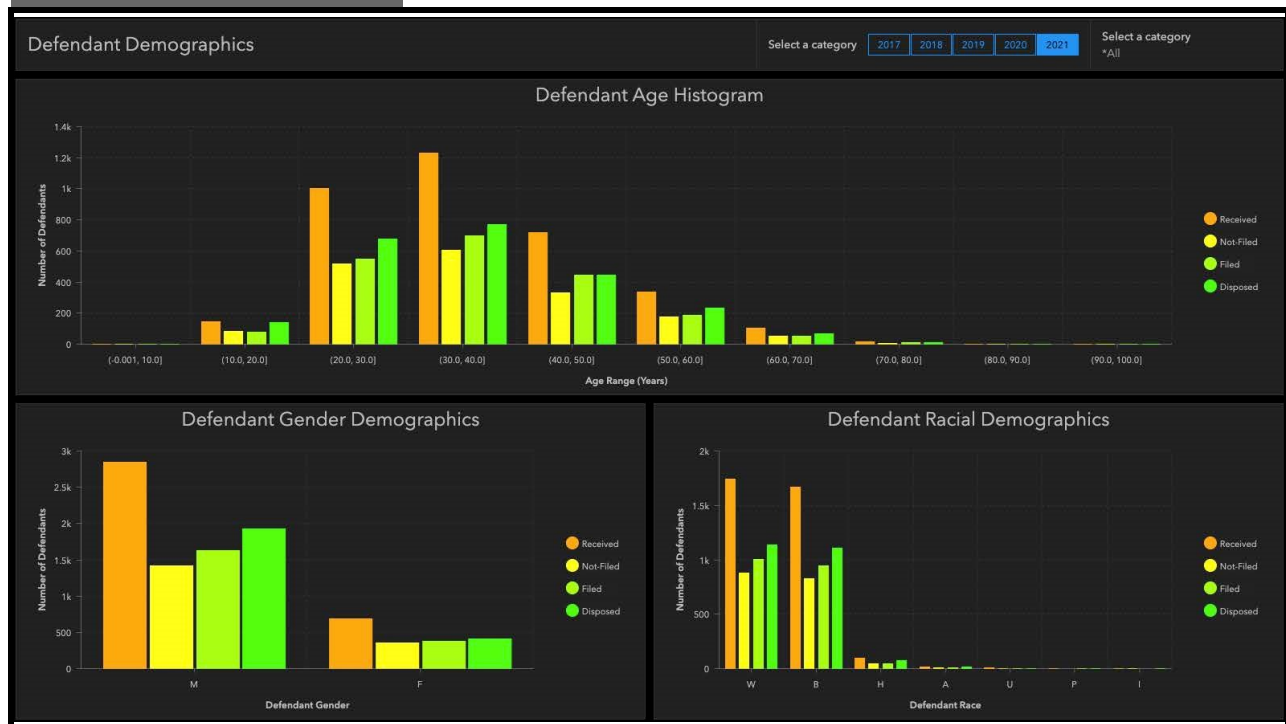 Defendant Demographics
Select a category 2017 2018 2019 2020 2021
Select a category
*All
Defendant Age Histogram
Number of Defendants
1.4k
1.2k
1k
800
600
400
200
0
(-0.001, 10.0] (10.0, 20.0] (20.0, 30.0] (30.0, 40.0] (40.0, 50.0] (50.0, 60.0] (60.0, 70.0] (70.0, 80.0] (80.0, 90.0] (90.0, 100.0]
Age Range (Years)
Received
Not-Filed
Filed
Disposed
Defendant Gender Demographics
Number of Defendants
3k
2.5k
2k
1.5k
1k
500
0
M F
Defendant Gender
Received
Not-Filed
Filed
Disposed
Defendant Racial Demographics
Number of Defendants
2k
1.5k
1k
500
0
W B H A U P I
Defendant Race
Received
Not-Filed
Filed
Disposed